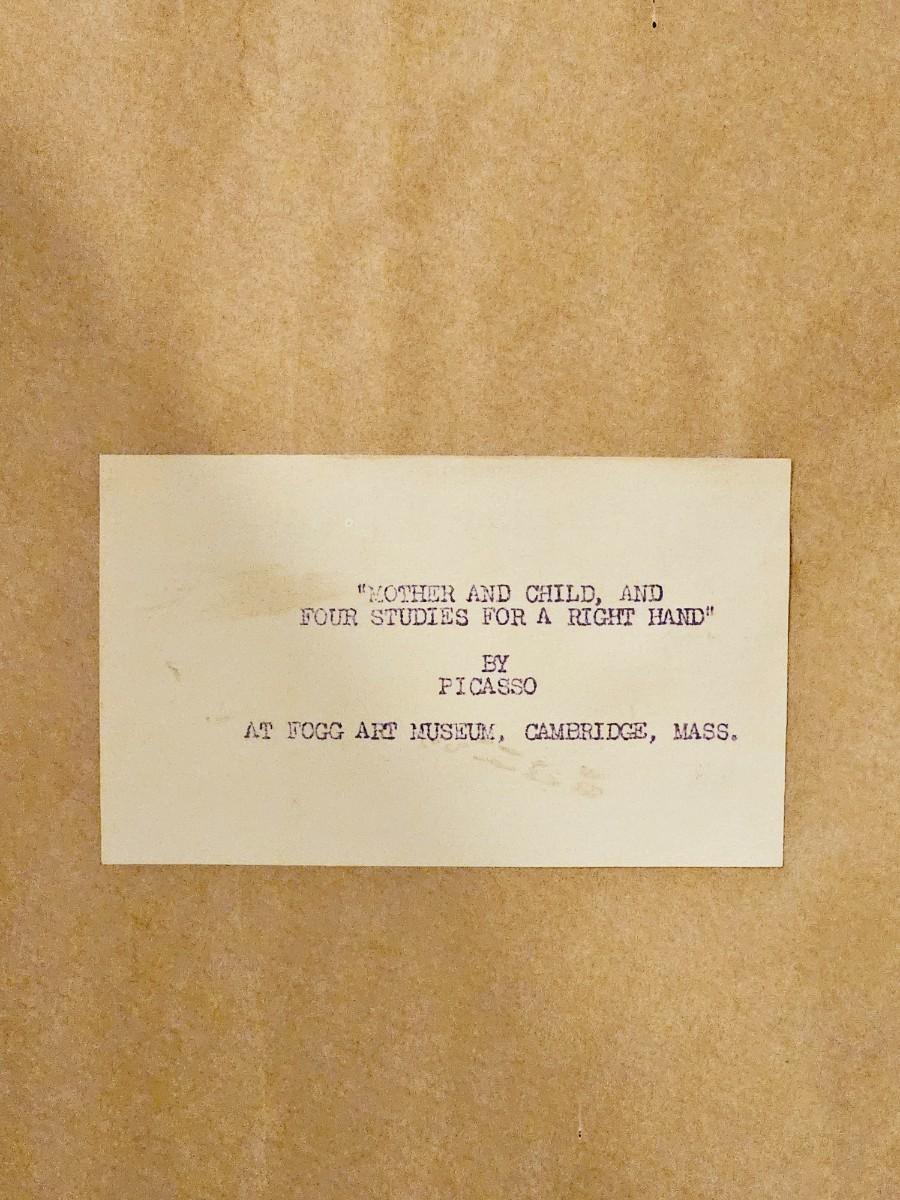 "MOTHER AND CHILD, AND
FOUR STUDIES FOR A RIGHT HAND"
BY
PICASSO
AT FOGG ART MUSEUM, CAMBRIDGE, MASS.